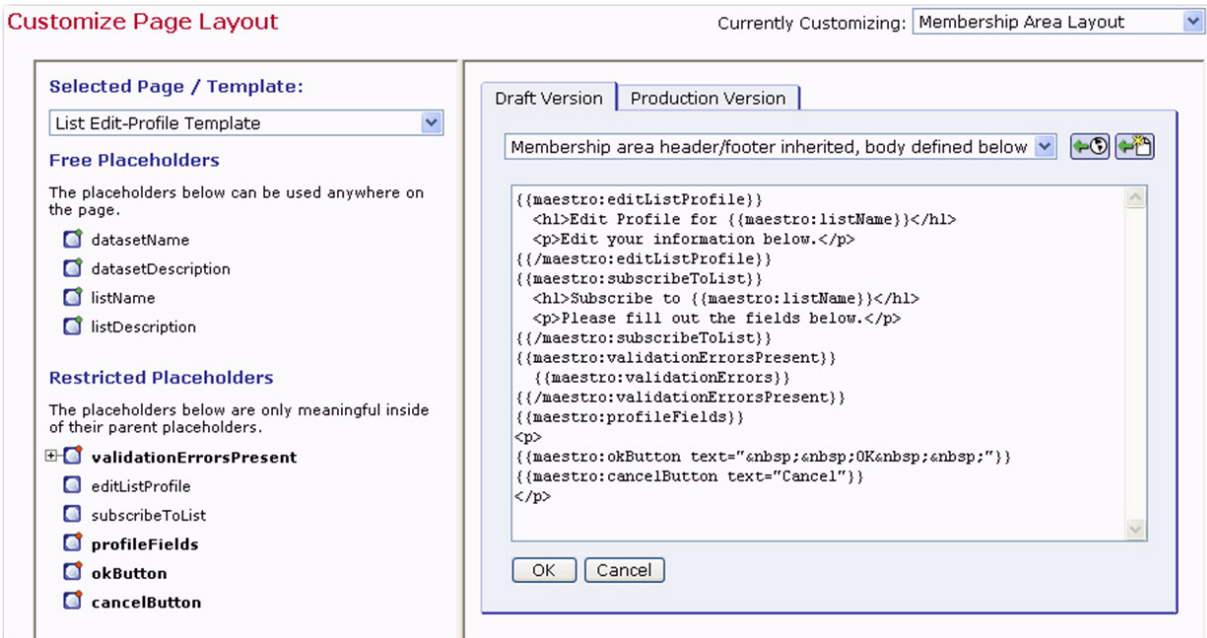 Customize Page Layout
Currently Customizing: Membership Area Layout
Selected Page / Template:
List Edit-Profile Template
Free Placeholders
The placeholders below can be used anywhere on
the page.
datasetName
datasetDescription
listName
listDescription
Restricted Placeholders
The placeholders below are only meaningful inside
of their parent placeholders.
validationErrorsPresent
editListProfile
subscribeToList
profileFields
okButton
cancelButton
Draft Version
Production Version
Membership area header/footer inherited, body defined below
{{maestro:editListProfile}}
<h1>Edit Profile for {{maestro:listName}}</h1>
<p>Edit your information below.</p>
{{/maestro:editListProfile}}
{{maestro:subscribeToList}}
<h1>Subscribe to {{maestro:listName}}</h1>
<p>Please fill out the fields below.</p>
{{/maestro:subscribeToList}}
{{maestro:validationErrorsPresent}}
{{maestro:validationErrors}}
{{/maestro:validationErrorsPresent}}
{{maestro:profileFields}}
<p>
{{maestro:okButton text="&nbsp;&nbsp;OK&nbsp;&nbsp;"}}
{{maestro:cancelButton text="Cancel"}}
</p>
OK
Cancel